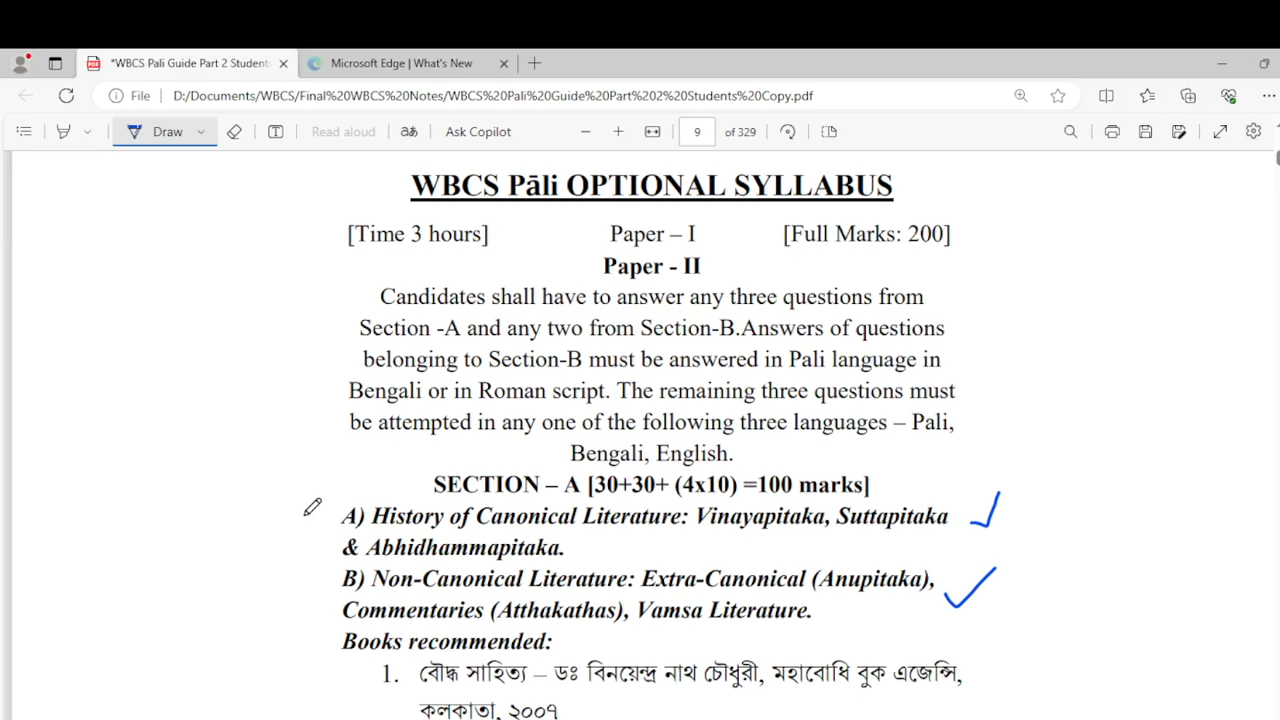 *WBCS Pali Guide Part 2 Student
Microsoft Edge | What's New
File
D:/Documents/WBCS/Final%20WBCS%20Notes/WBCS%20Pali%20Guide%20Part%202%20Students%20Copy.pdf
Draw
Read aloud
aあ
Ask Copilot
9 of 329
WBCS Pāli OPTIONAL SYLLABUS
[Time 3 hours] Paper – I [Full Marks: 200]
Paper - II
Candidates shall have to answer any three questions from
Section -A and any two from Section-B.Answers of questions
belonging to Section-B must be answered in Pali language in
Bengali or in Roman script. The remaining three questions must
be attempted in any one of the following three languages – Pali,
Bengali, English.
SECTION – A [30+30+ (4x10) =100 marks]
A) History of Canonical Literature: Vinayapitaka, Suttapitaka
& Abhidhammapitaka.
B) Non-Canonical Literature: Extra-Canonical (Anupitaka),
Commentaries (Atthakathas), Vamsa Literature.
Books recommended:
1. বৌদ্ধ সাহিত্য – ডঃ বিনয়েন্দ্র নাথ চৌধুরী, মহাবোধি বুক এজেন্সি,
কলকাতা, ২০০৭